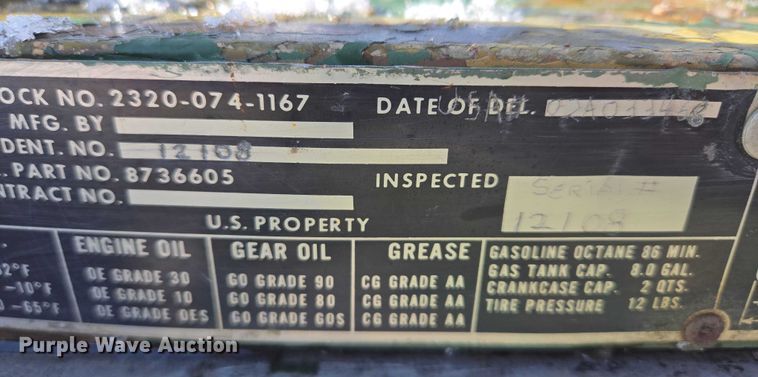 OCK NO. 2320-074-1167 DATE OF DEL.
MFG. BY
DENT. NO. 12108
. PART NO. 8736605 INSPECTED SERIAL #
NTRACT NO. 12108
U.S. PROPERTY
ENGINE OIL GEAR OIL GREASE GASOLINE OCTANE 86 MIN.
GAS TANK CAP. 8.0 GAL.
2°F OE GRADE 30 GO GRADE 90 CG GRADE AA CRANKCASE CAP. 2 QTS.
-10°F OE GRADE 10 GO GRADE 80 CG GRADE AA TIRE PRESSURE 12 LBS.
-65°F OE GRADE OES GO GRADE GOS CG GRADE AA
Purple Wave Auction